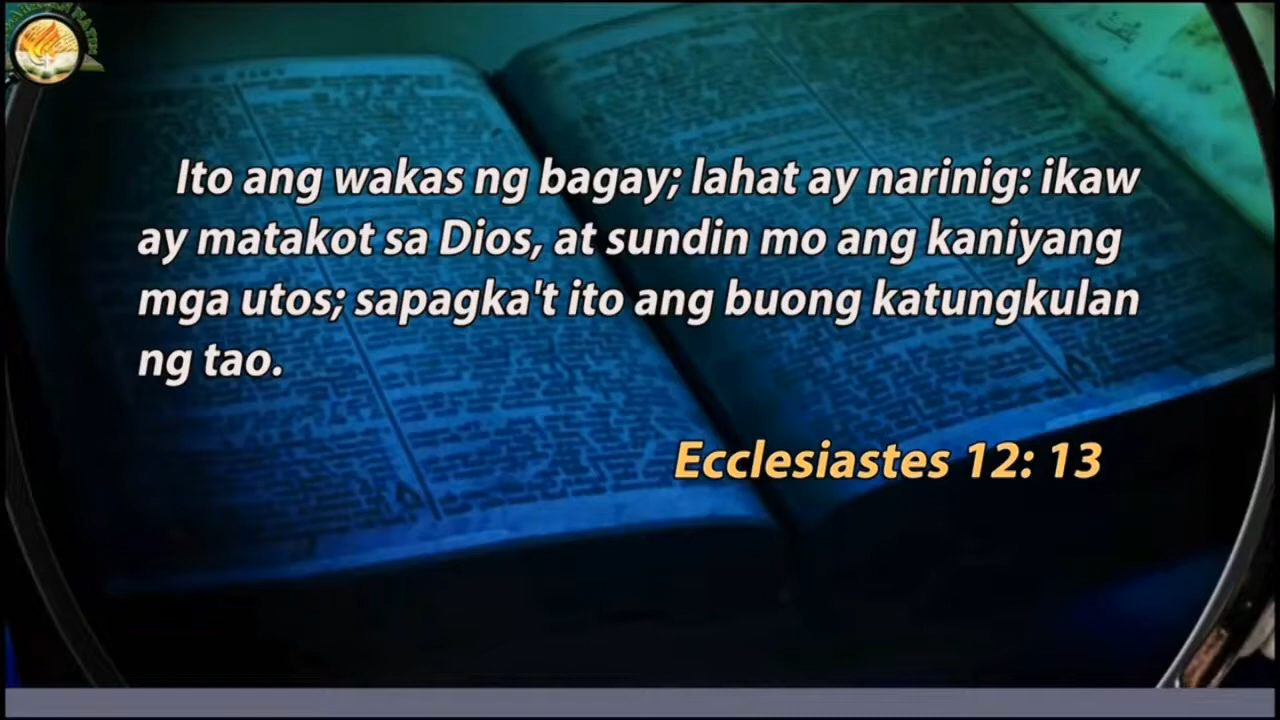 Ito ang wakas ng bagay; lahat ay narinig: ikaw
ay matakot sa Dios, at sundin mo ang kaniyang
mga utos; sapagka't ito ang buong katungkulan
ng tao.
Ecclesiastes 12: 13